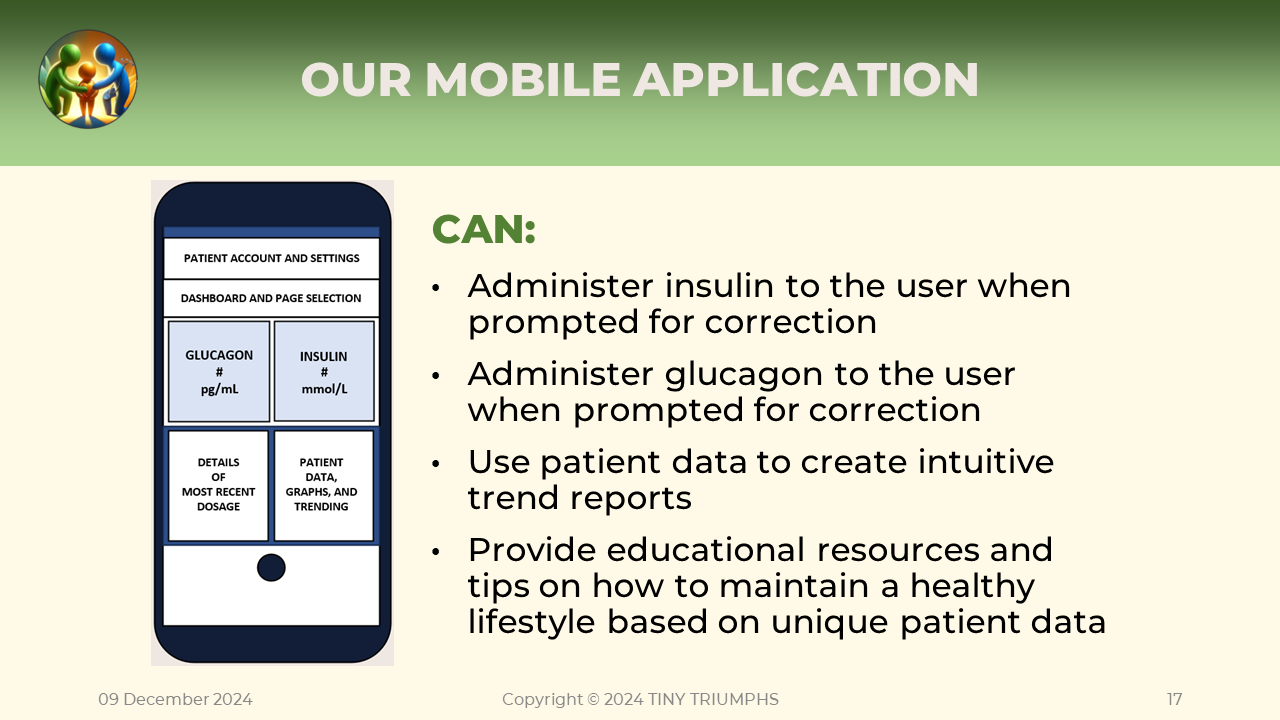 OUR MOBILE APPLICATION
PATIENT ACCOUNT AND SETTINGS
DASHBOARD AND PAGE SELECTION
GLUCAGON
#
pg/mL
INSULIN
#
mmol/L
DETAILS
OF
MOST RECENT
DOSAGE
PATIENT
DATA,
GRAPHS, AND
TRENDING
CAN:
• Administer insulin to the user when
prompted for correction
• Administer glucagon to the user
when prompted for correction
• Use patient data to create intuitive
trend reports
• Provide educational resources and
tips on how to maintain a healthy
lifestyle based on unique patient data
09 December 2024
Copyright © 2024 TINY TRIUMPHS
17